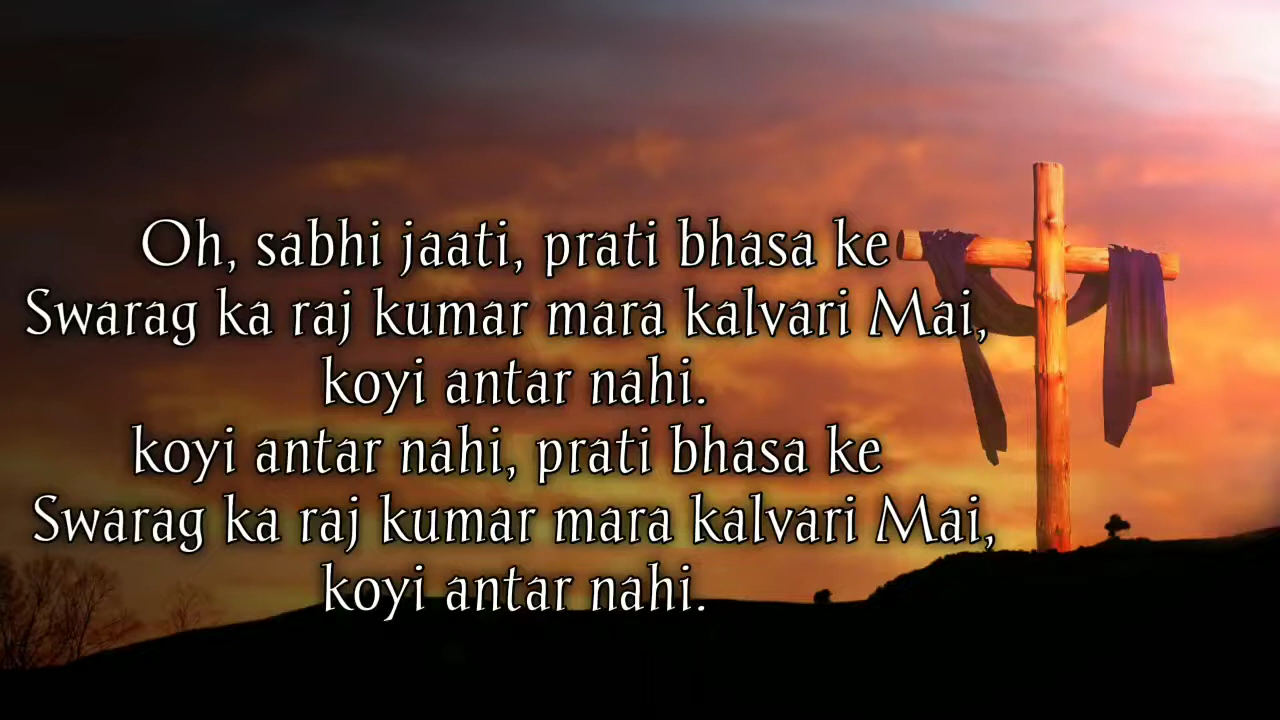 Oh, sabhi jaati, prati bhasa ke
Swarag ka raj kumar mara kalvari Mai,
koyi antar nahi.
koyi antar nahi, prati bhasa ke
Swarag ka raj kumar mara kalvari Mai,
koyi antar nahi.